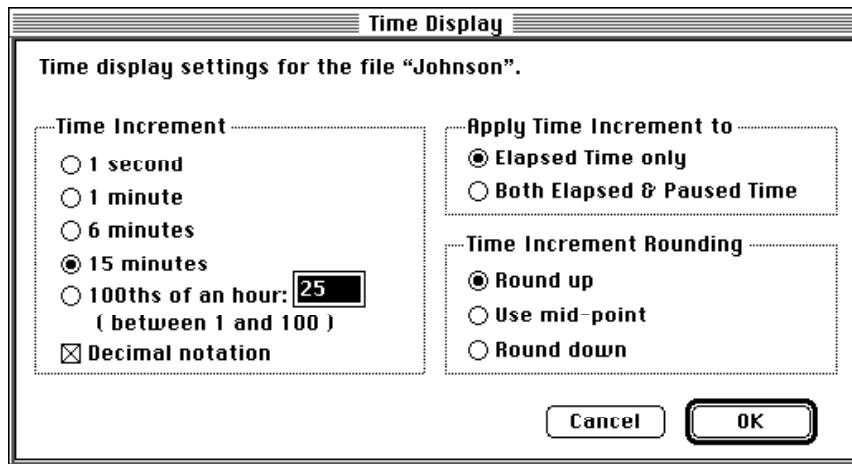 Time Display
Time display settings for the file “Johnson”.
Time Increment
1 second
1 minute
6 minutes
15 minutes
100ths of an hour: 25
( between 1 and 100 )
Decimal notation
Apply Time Increment to
Elapsed Time only
Both Elapsed & Paused Time
Time Increment Rounding
Round up
Use mid-point
Round down
Cancel
OK